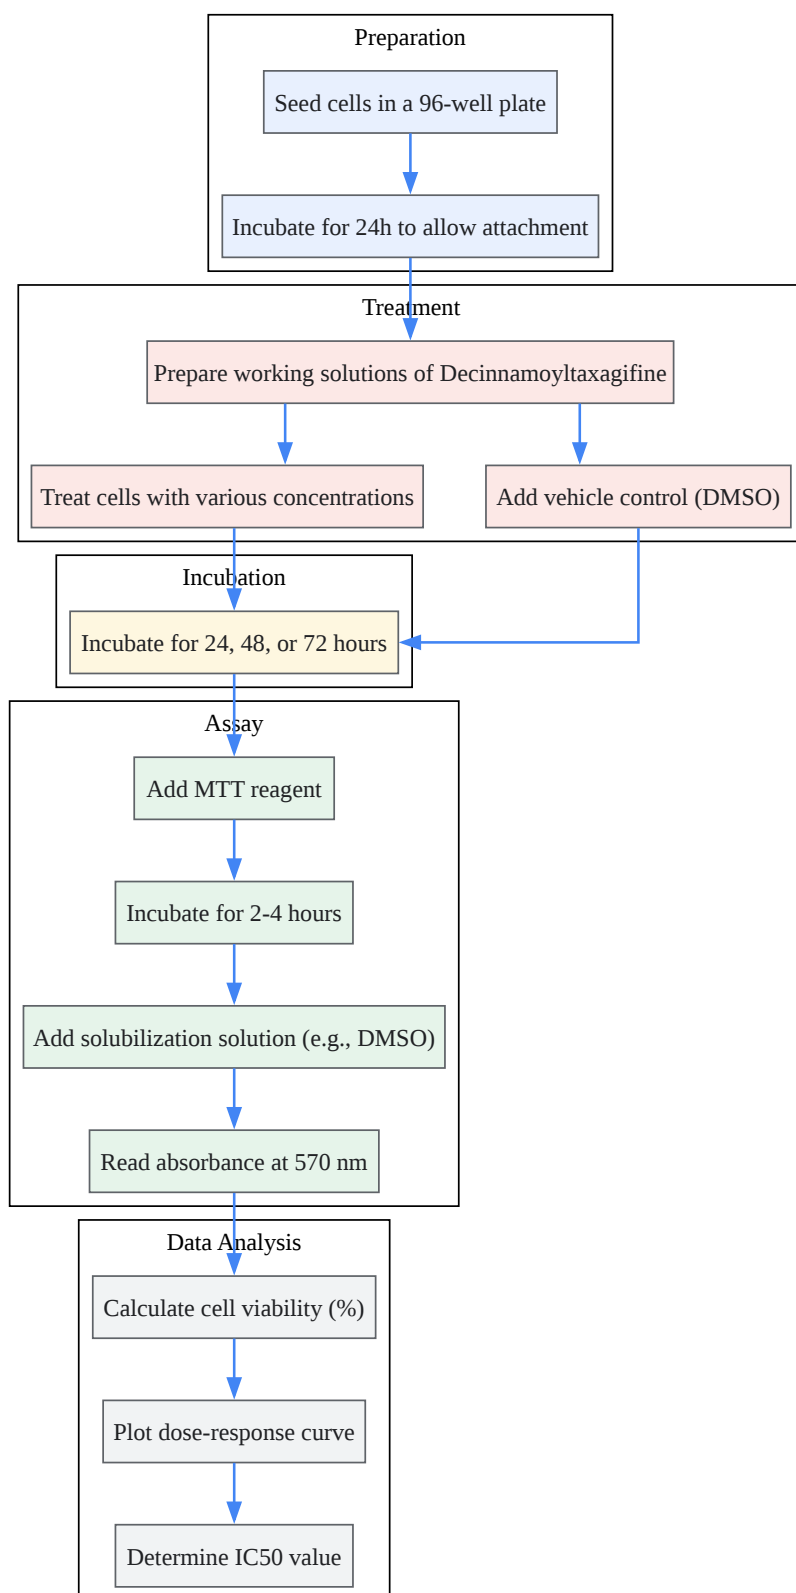 Preparation
Seed cells in a 96-well plate
Incubate for 24h to allow attachment
Treatment
Prepare working solutions of Decinnamoyltaxagifine
Treat cells with various concentrations
Add vehicle control (DMSO)
Incubation
Incubate for 24, 48, or 72 hours
Assay
Add MTT reagent
Incubate for 2-4 hours
Add solubilization solution (e.g., DMSO)
Read absorbance at 570 nm
Data Analysis
Calculate cell viability (%)
Plot dose-response curve
Determine IC50 value